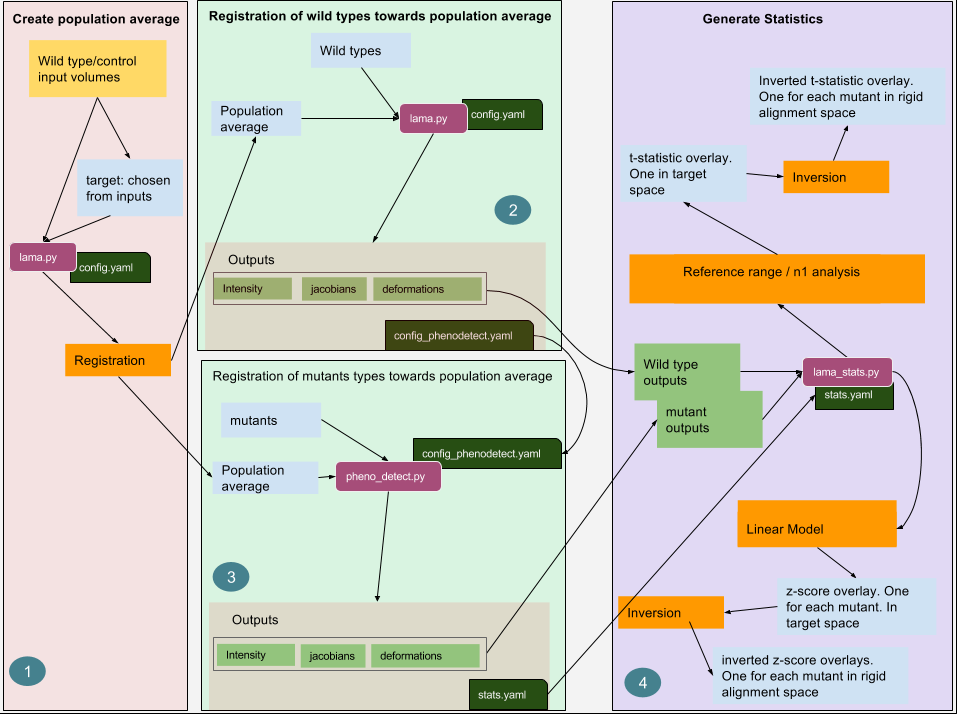 Create population average
Wild type/control
input volumes
target: chosen
from inputs
lama.py
config.yaml
Registration
1
Registration of wild types towards population average
Wild types
Population
average
lama.py
config.yaml
2
Outputs
Intensity
jacobians
deformations
config_phenodetect.yaml
Registration of mutants types towards population average
mutants
config_phenodetect.yaml
Population
average
pheno_detect.py
3
Outputs
Intensity
jacobians
deformations
stats.yaml
Generate Statistics
Inverted t-statistic overlay.
One for each mutant in rigid
alignment space
t-statistic overlay.
One in target
space
Inversion
Reference range / n1 analysis
Wild type
outputs
mutant
outputs
lama_stats.py
stats.yaml
Linear Model
z-score overlay. One
for each mutant. In
target space
Inversion
inverted z-score overlays.
One for each mutant in rigid
alignment space
4